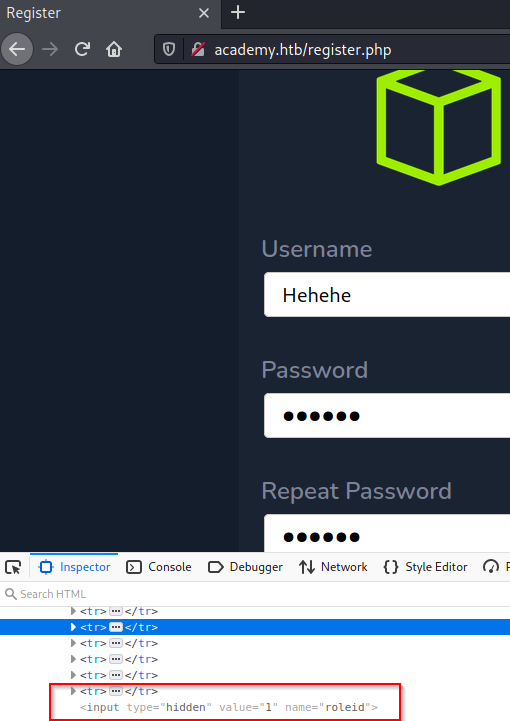 Register
academy.htb/register.php
Username
Hehehe
Password
Repeat Password
Inspector Console Debugger Network Style Editor P
Search HTML
<tr> ••• </tr>
<tr> ••• </tr>
<tr> ••• </tr>
<tr> ••• </tr>
<tr> ••• </tr>
<tr> ••• </tr>
<input type="hidden" value="1" name="roleid">